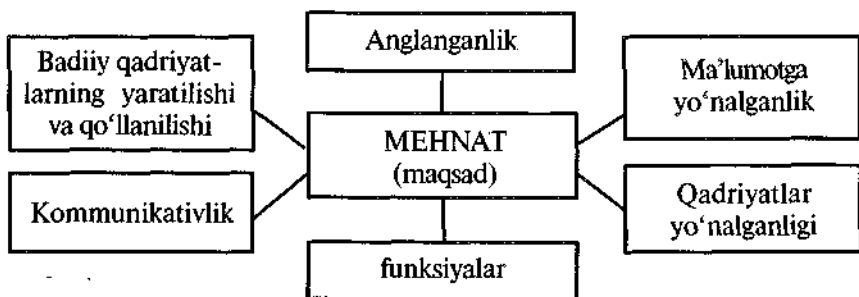 Anglanganlik
Badiiy qadriyat-
larning yaratilishi
va qo‘llanilishi
Ma’lumotga
yo‘nalganlik
MEHNAT
(maqsad)
Kommunikativlik
Qadriyatlar
yo‘nalganligi
funksiyalar